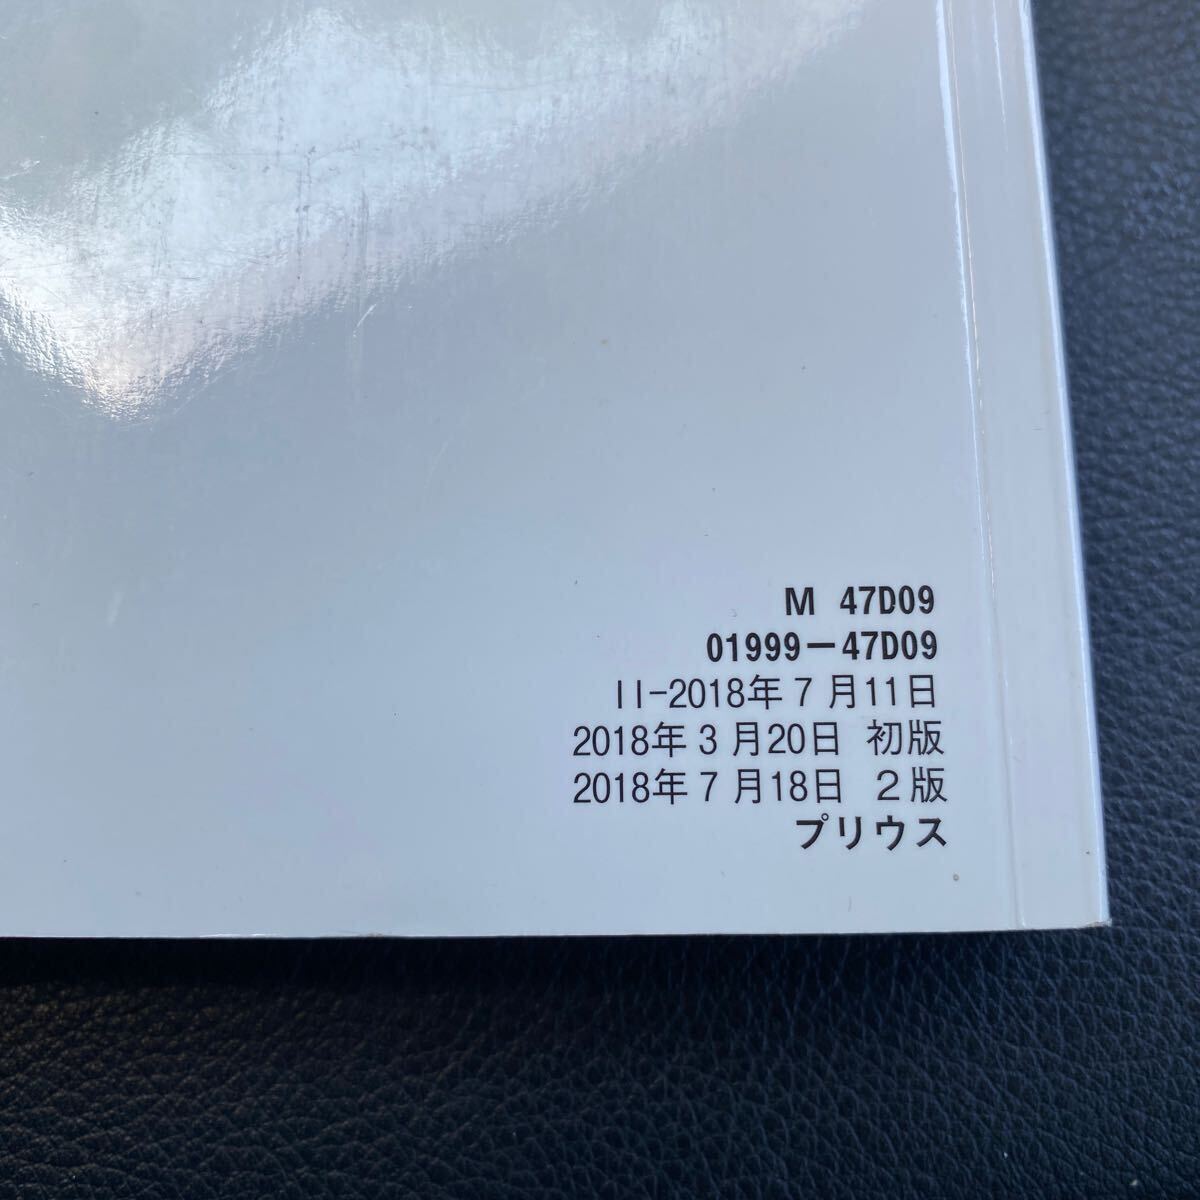 M 47D09
01999-47D09
II-2018年7月11日
2018年3月20日 初版
2018年7月18日 2版
プリウス